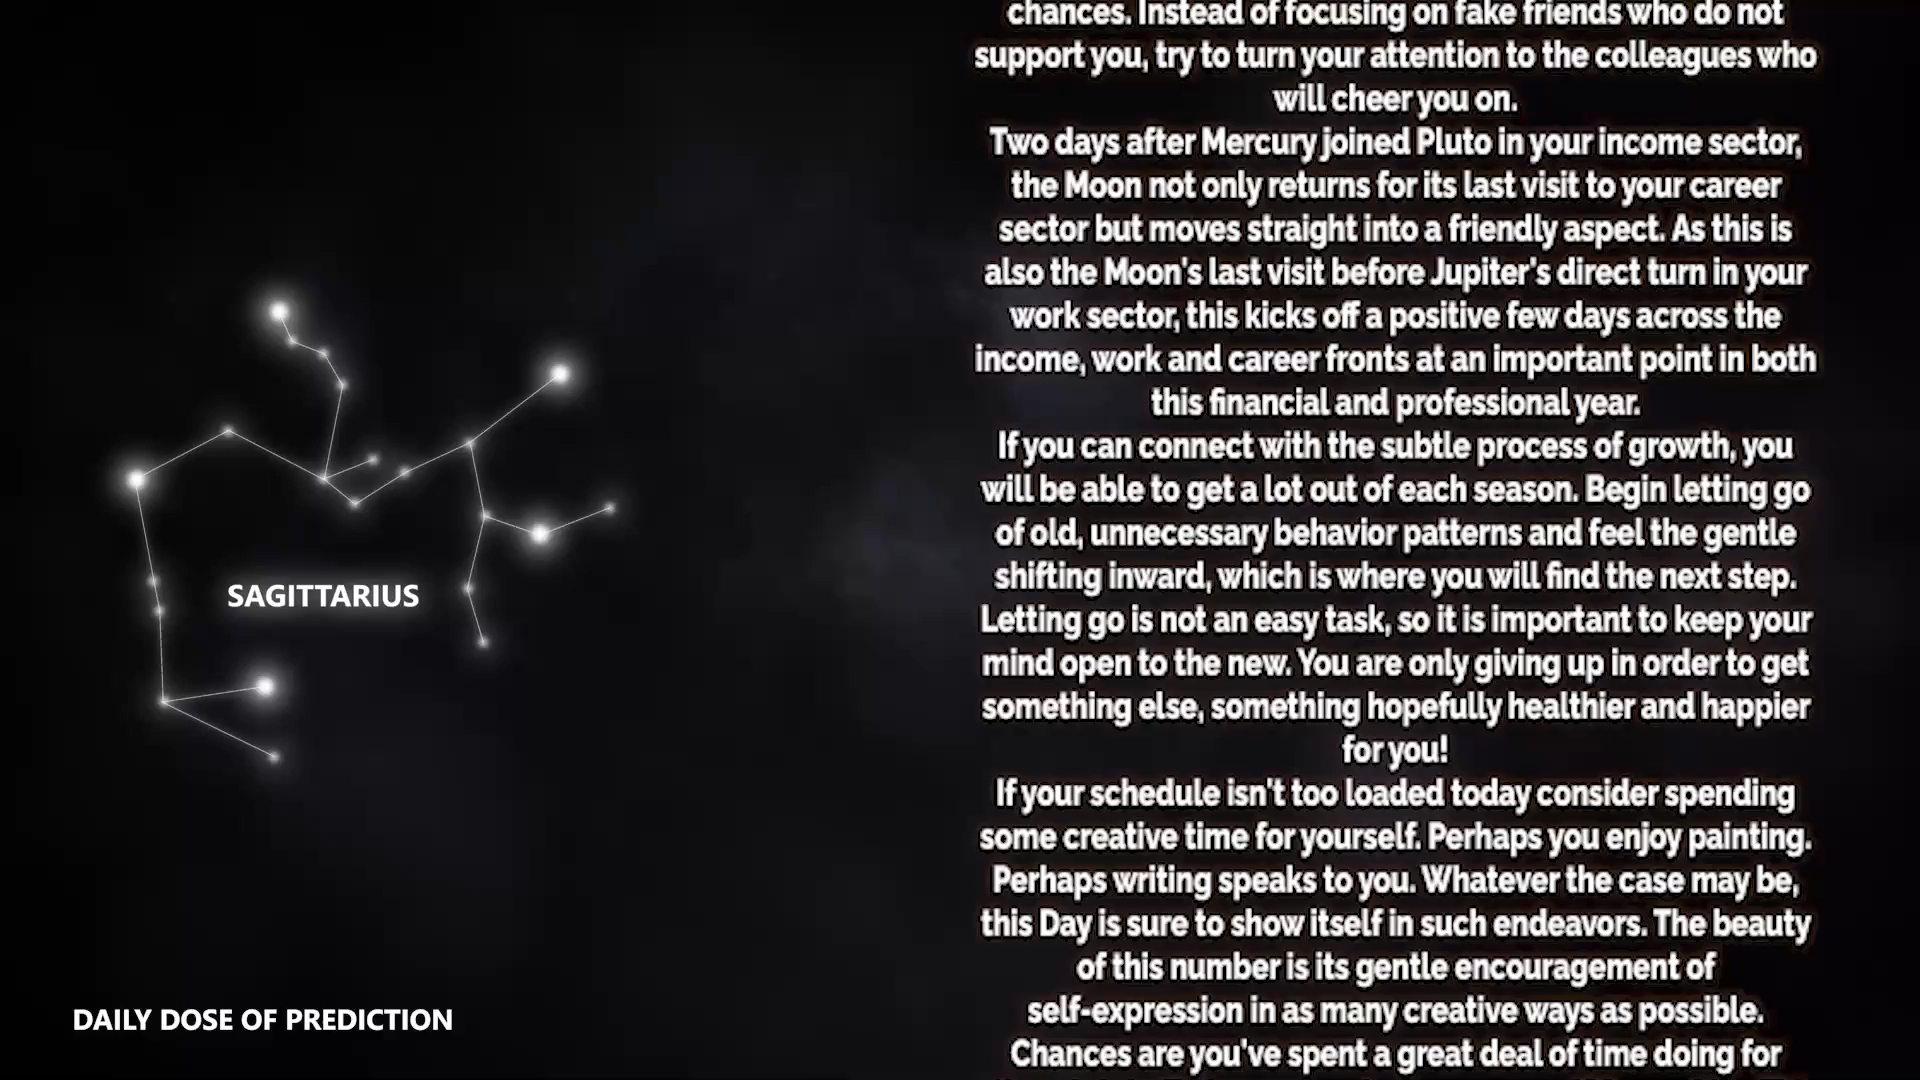 SAGITTARIUS
DAILY DOSE OF PREDICTION
chances. Instead of focusing on fake friends who do not
support you, try to turn your attention to the colleagues who
will cheer you on.
Two days after Mercury joined Pluto in your income sector,
the Moon not only returns for its last visit to your career
sector but moves straight into a friendly aspect. As this is
also the Moon's last visit before Jupiter's direct turn in your
work sector, this kicks off a positive few days across the
income, work and career fronts at an important point in both
this financial and professional year.
If you can connect with the subtle process of growth, you
will be able to get a lot out of each season. Begin letting go
of old, unnecessary behavior patterns and feel the gentle
shifting inward, which is where you will find the next step.
Letting go is not an easy task, so it is important to keep your
mind open to the new. You are only giving up in order to get
something else, something hopefully healthier and happier
for you!
If your schedule isn't too loaded today consider spending
some creative time for yourself. Perhaps you enjoy painting.
Perhaps writing speaks to you. Whatever the case may be,
this Day is sure to show itself in such endeavors. The beauty
of this number is its gentle encouragement of
self-expression in as many creative ways as possible.
Chances are you've spent a great deal of time doing for